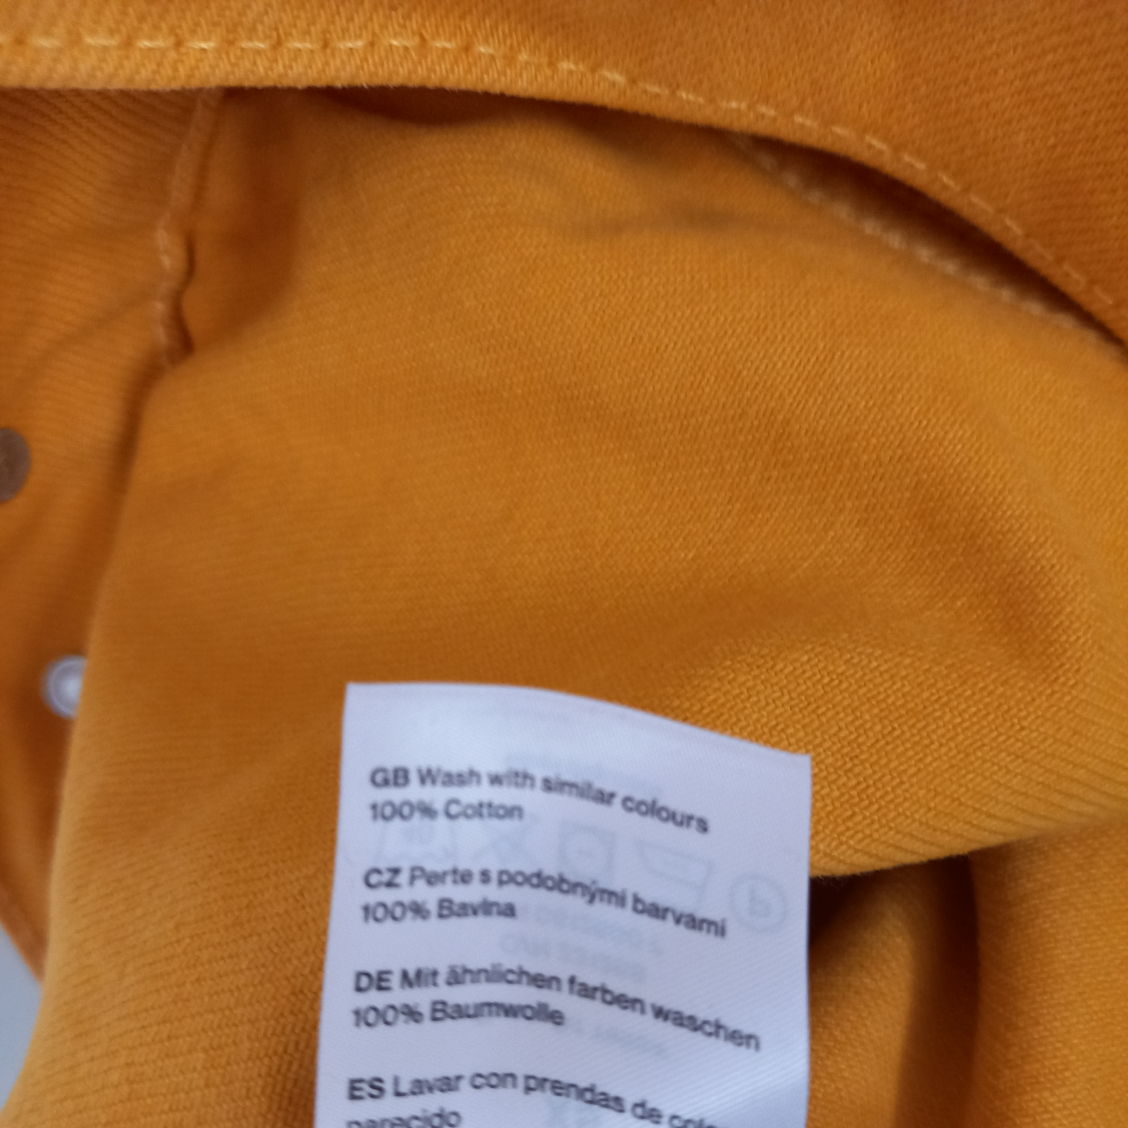 GB Wash with similar colours
100% Cotton
CZ Perte s podobnými barvami
100% Bavlna
DE Mit ähnlichen farben waschen
100% Baumwolle
ES Lavar con prendas de
parecido